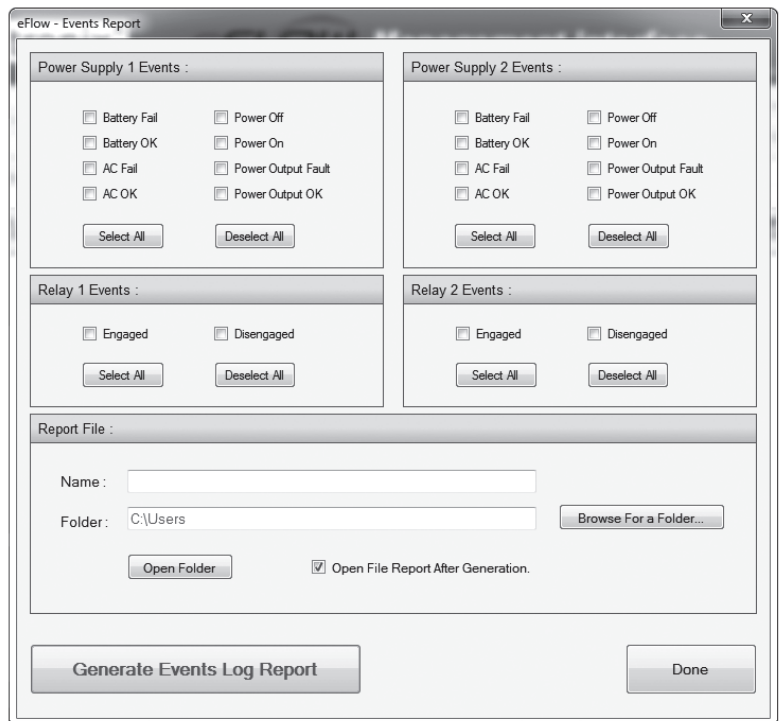 eFlow - Events Report
Power Supply 1 Events :
Battery Fail
Power Off
Battery OK
Power On
AC Fail
Power Output Fault
AC OK
Power Output OK
Select All
Deselect All
Power Supply 2 Events :
Battery Fail
Power Off
Battery OK
Power On
AC Fail
Power Output Fault
AC OK
Power Output OK
Select All
Deselect All
Relay 1 Events :
Engaged
Disengaged
Select All
Deselect All
Relay 2 Events :
Engaged
Disengaged
Select All
Deselect All
Report File :
Name :
Folder : C:\Users
Browse For a Folder...
Open Folder
Open File Report After Generation.
Generate Events Log Report
Done